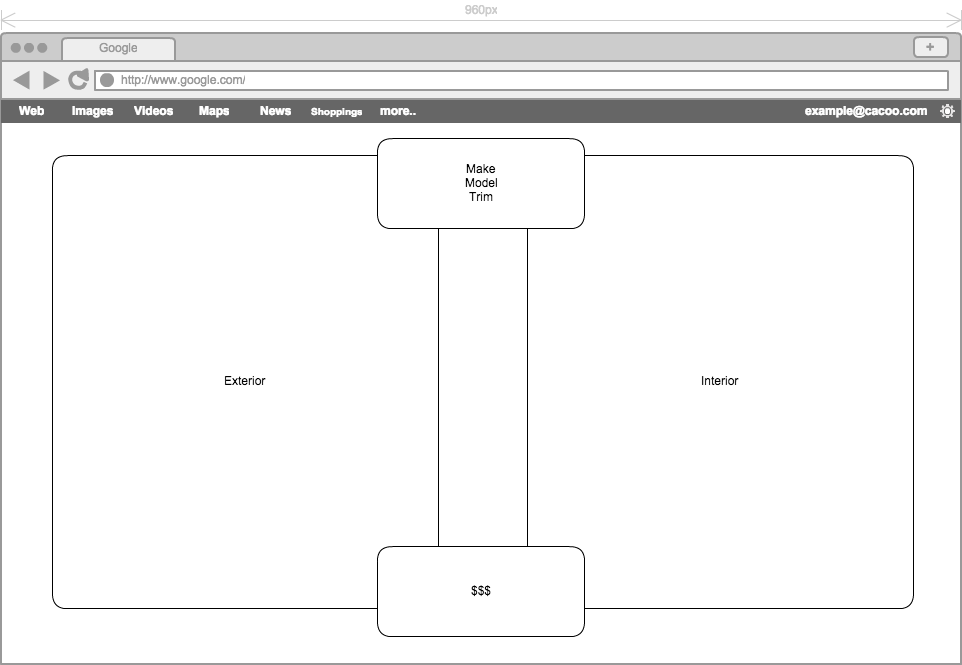 960px
Google
+
http://www.google.com/
Web Images Videos Maps News Shoppings more.. example@cacoo.com
Make
Model
Trim
Exterior
Interior
$$$